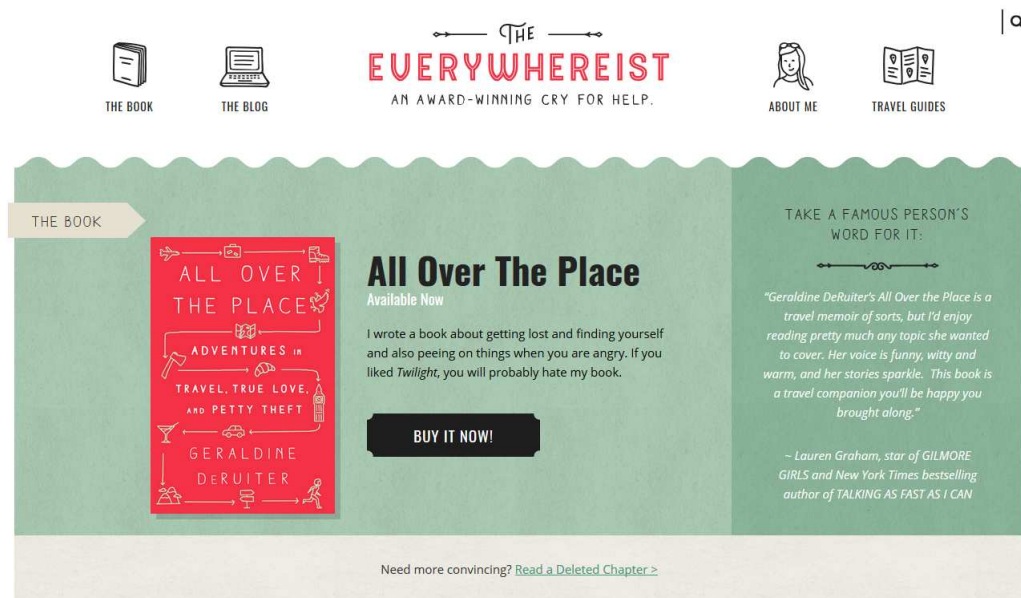 THE
EVERYWHEREIST
AN AWARD-WINNING CRY FOR HELP.
THE BOOK
THE BLOG
ABOUT ME
TRAVEL GUIDES
THE BOOK
ALL OVER
THE PLACE
ADVENTURES IN
TRAVEL, TRUE LOVE,
AND PETTY THEFT
GERALDINE
DERUITER
All Over The Place
Available Now
I wrote a book about getting lost and finding yourself
and also peeing on things when you are angry. If you
liked Twilight, you will probably hate my book.
BUY IT NOW!
TAKE A FAMOUS PERSON'S
WORD FOR IT:
"Geraldine DeRuiter's All Over the Place is a
travel memoir of sorts, but I'd enjoy
reading pretty much any topic she wanted
to cover. Her voice is funny, witty and
warm, and her stories sparkle. This book is
a travel companion you'll be happy you
brought along."
~ Lauren Graham, star of GILMORE
GIRLS and New York Times bestselling
author of TALKING AS FAST AS I CAN
Need more convincing? Read a Deleted Chapter >